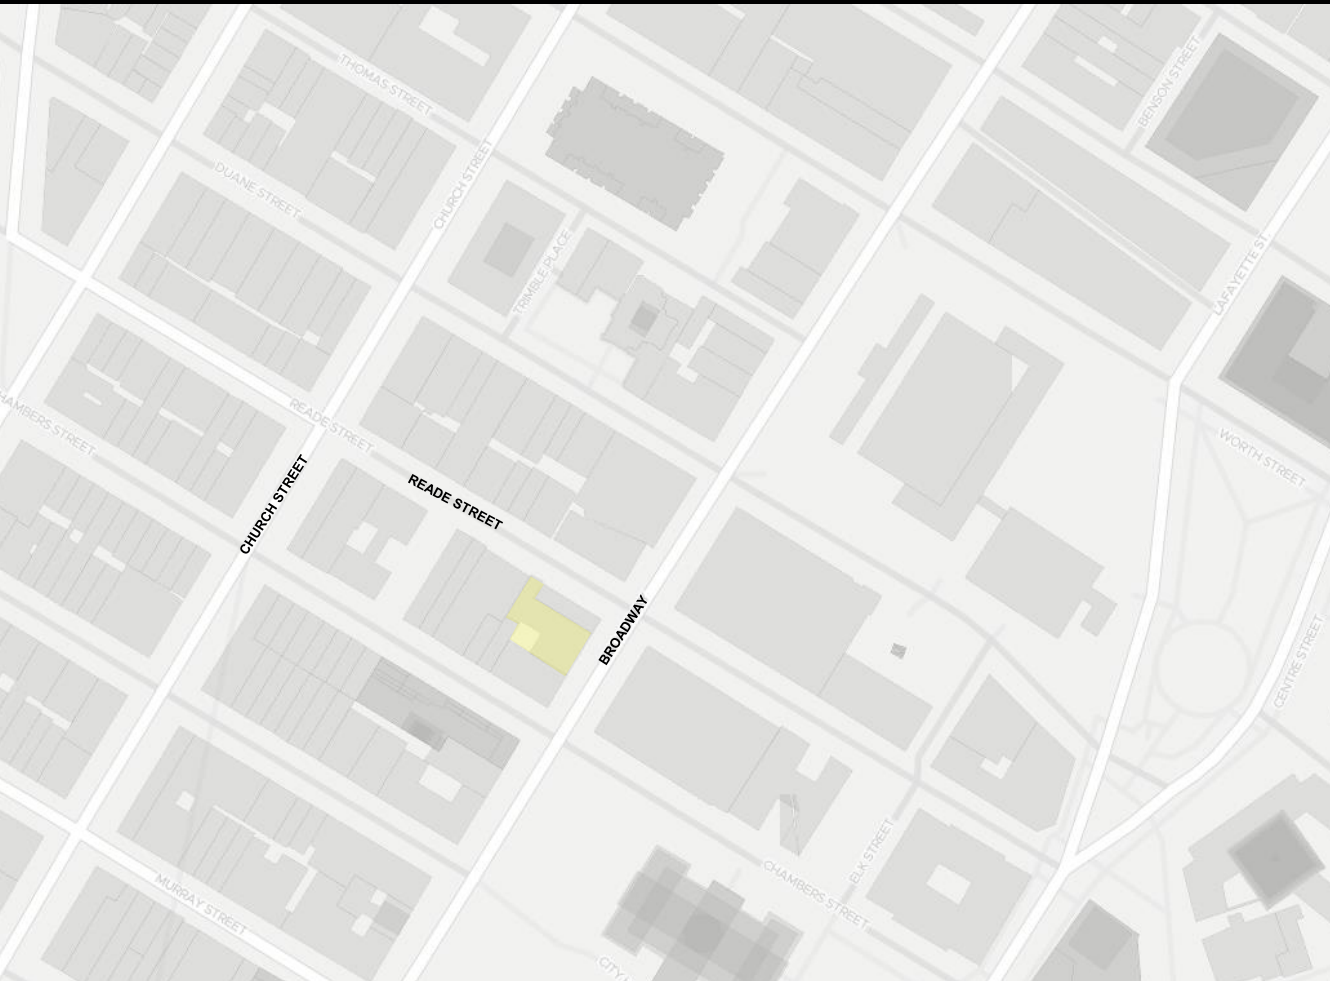 THOMAS STREET
BENSON STREET
CHURCH STREET
DUANE STREET
TRIMBLE PLACE
LAFAYETTE ST.
READE STREET
CHAMBERS STREET
WORTH STREET
READE STREET
CHURCH STREET
BROADWAY
CENTRE STREET
ELK STREET
CHAMBERS STREET
MURRAY STREET
CITY